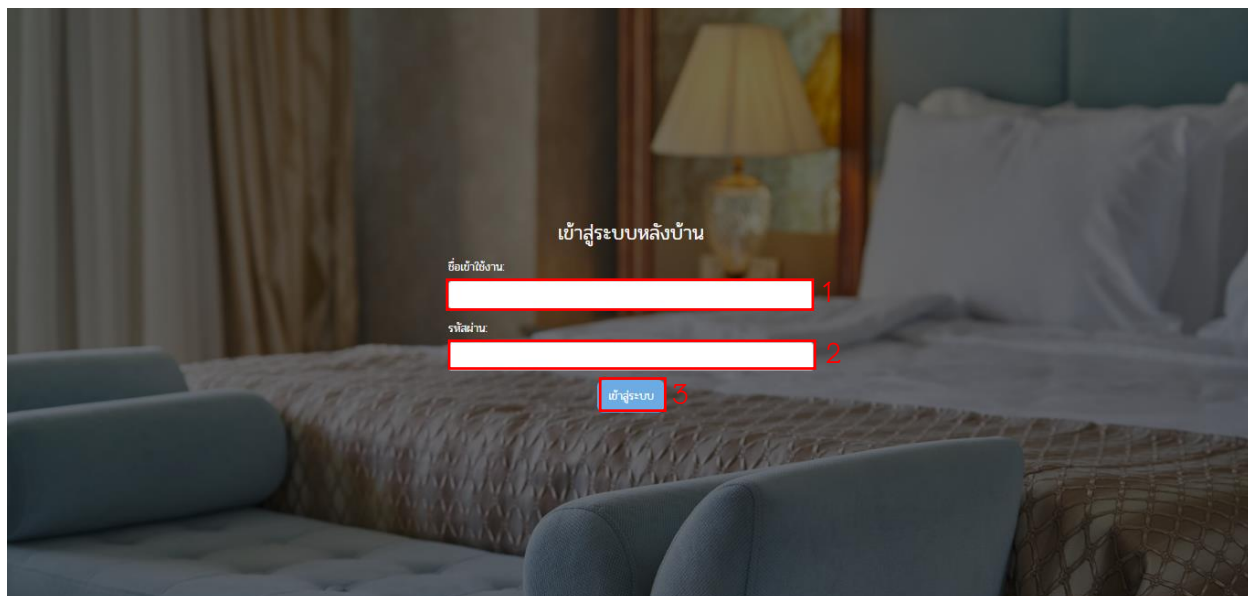 เข้าสู่ระบบหลังบ้าน
ชื่อเข้าใช้งาน:
1
รหัสผ่าน:
2
เข้าสู่ระบบ 3